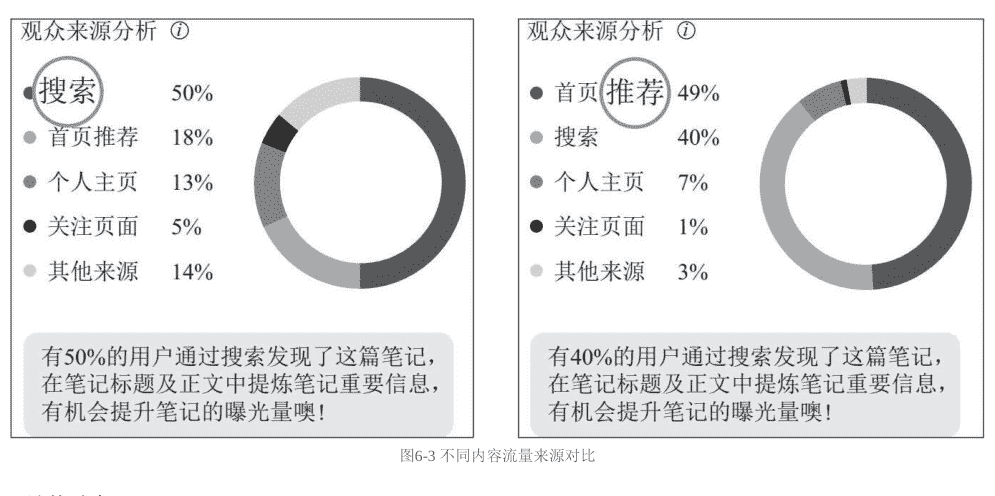 观众来源分析 i
搜索 50%
首页推荐 18%
个人主页 13%
关注页面 5%
其他来源 14%
有50%的用户通过搜索发现了这篇笔记，
在笔记标题及正文中提炼笔记重要信息，
有机会提升笔记的曝光量噢!
观众来源分析 i
首页推荐 49%
搜索 40%
个人主页 7%
关注页面 1%
其他来源 3%
有40%的用户通过搜索发现了这篇笔记，
在笔记标题及正文中提炼笔记重要信息，
有机会提升笔记的曝光量噢!
图6-3 不同内容流量来源对比